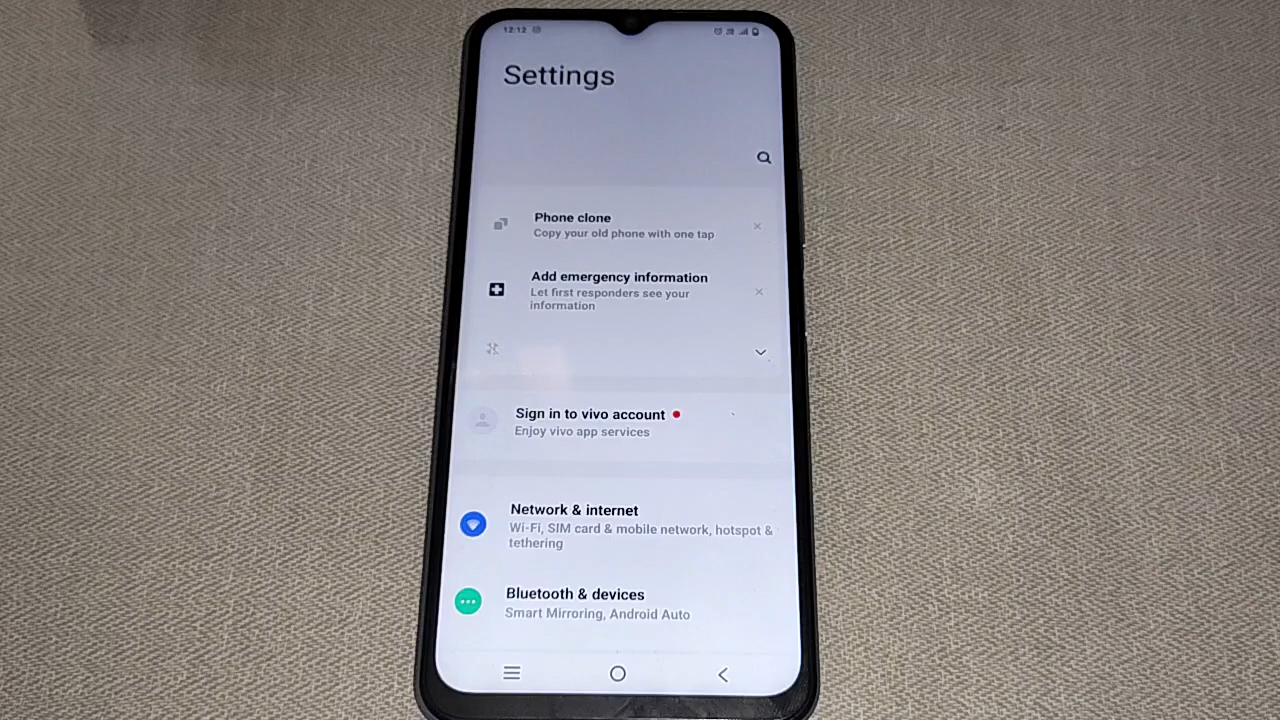 12:12
Settings
Phone clone
Copy your old phone with one tap
Add emergency information
Let first responders see your
information
Sign in to vivo account
Enjoy vivo app services
Network & internet
Wi-Fi, SIM card & mobile network, hotspot &
tethering
Bluetooth & devices
Smart Mirroring, Android Auto